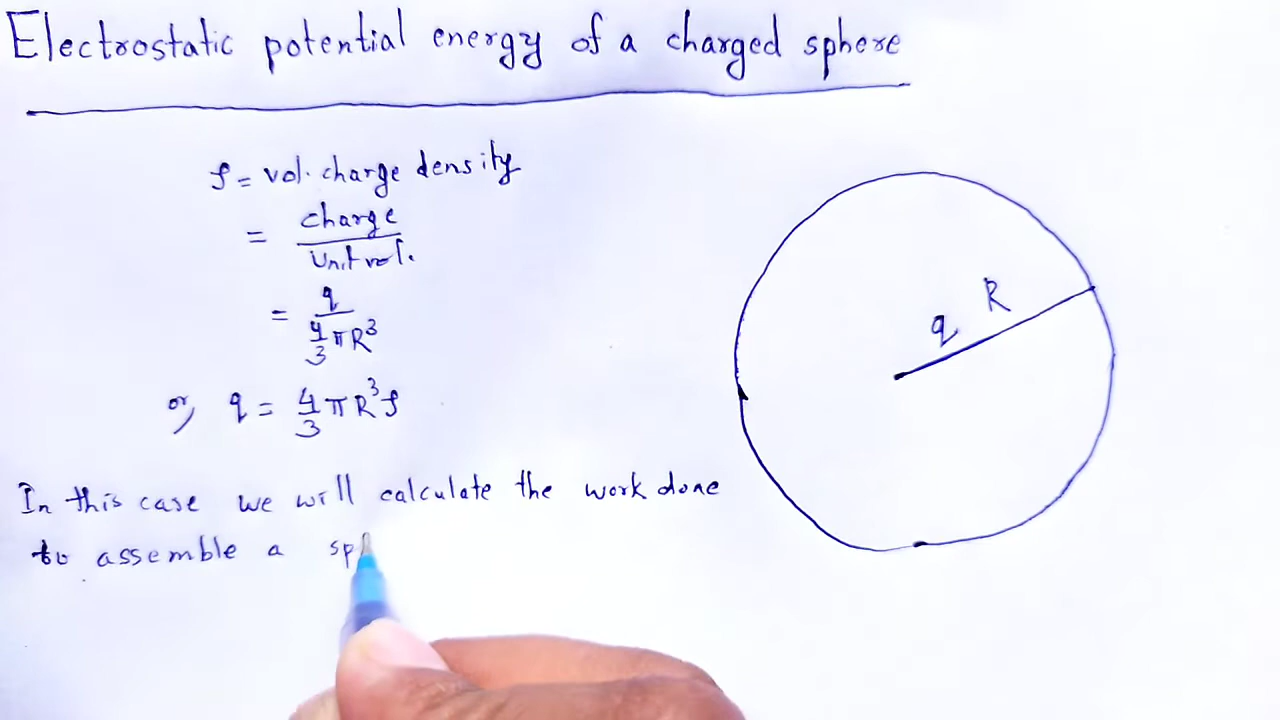 Electrostatic potential energy of a charged sphere
ρ = vol. charge density
= charge / Unit vol.
= q / 4/3 πR³
or, q = 4/3 πR³ρ
In this case we will calculate the work done
to assemble a sp
q R